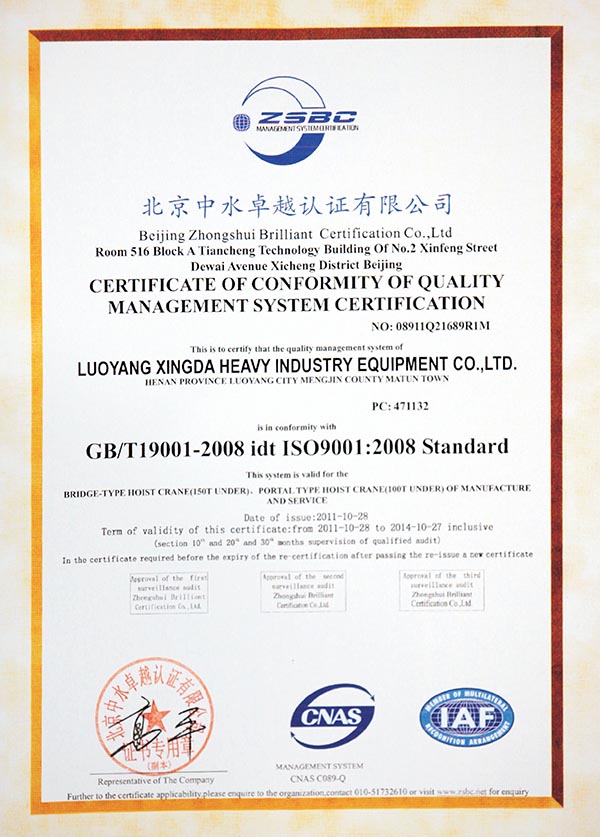 ZSBC
MANAGEMENT SYSTEM CERTIFICATION
北京中水卓越认证有限公司
Beijing Zhongshui Brilliant Certification Co.,Ltd
Room 516 Block A Tiancheng Technology Building Of No.2 Xinfeng Street
Dewai Avenue Xicheng District Beijing
CERTIFICATE OF CONFORMITY OF QUALITY
MANAGEMENT SYSTEM CERTIFICATION
NO: 08911Q21689R1M
This is to certify that the quality management system of
LUOYANG XINGDA HEAVY INDUSTRY EQUIPMENT CO.,LTD.
HENAN PROVINCE LUOYANG CITY MENGJIN COUNTY MATUN TOWN
PC: 471132
is in conformity with
GB/T19001-2008 idt ISO9001:2008 Standard
This system is valid for the
BRIDGE-TYPE HOIST CRANE(150T UNDER)、PORTAL TYPE HOIST CRANE(100T UNDER) OF MANUFACTURE
AND SERVICE
Date of issue:2011-10-28
Term of validity of this certificate:from 2011-10-28 to 2014-10-27 inclusive
(section 10th and 20th and 30th months supervision of qualified audit)
In the certificate required before the expiry of the re-certification after passing the re-issue a new certificate
Approval of the first
surveillance audit
Zhongshui Brilliant
Certification Co.,Ltd.
Approval of the second
surveillance audit
Zhongshui Brilliant
Certification Co.,Ltd.
Approval of the third
surveillance audit
Zhongshui Brilliant
Certification Co.,Ltd.
北京中水卓越认证有限公司
证书专用章
(副本)
Representative of The Company
CNAS
MANAGEMENT SYSTEM
CNAS C089-Q
MEMBER OF MULTILATERAL
IAF
RECOGNITION ARRANGEMENT
Further to the certificate applicability,please enquire to the organization,contact 010-51732610 or visit www.zsbc.net for enquiry